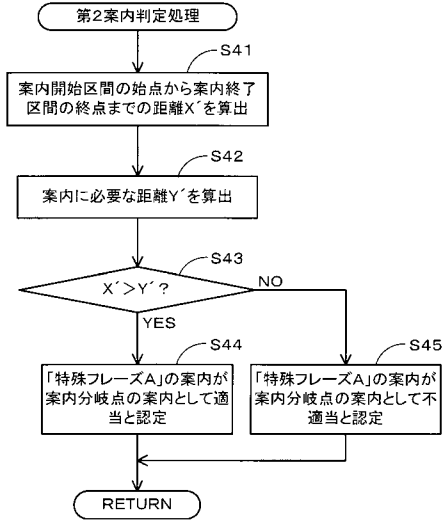 第2案内判定処理
S41
案内開始区間の始点から案内終了
区間の終点までの距離X´を算出
S42
案内に必要な距離Y´を算出
S43
X´>Y´?
NO
YES
S44
「特殊フレーズA」の案内が
案内分岐点の案内として適
当と認定
S45
「特殊フレーズA」の案内が
案内分岐点の案内として不
適当と認定
RETURN